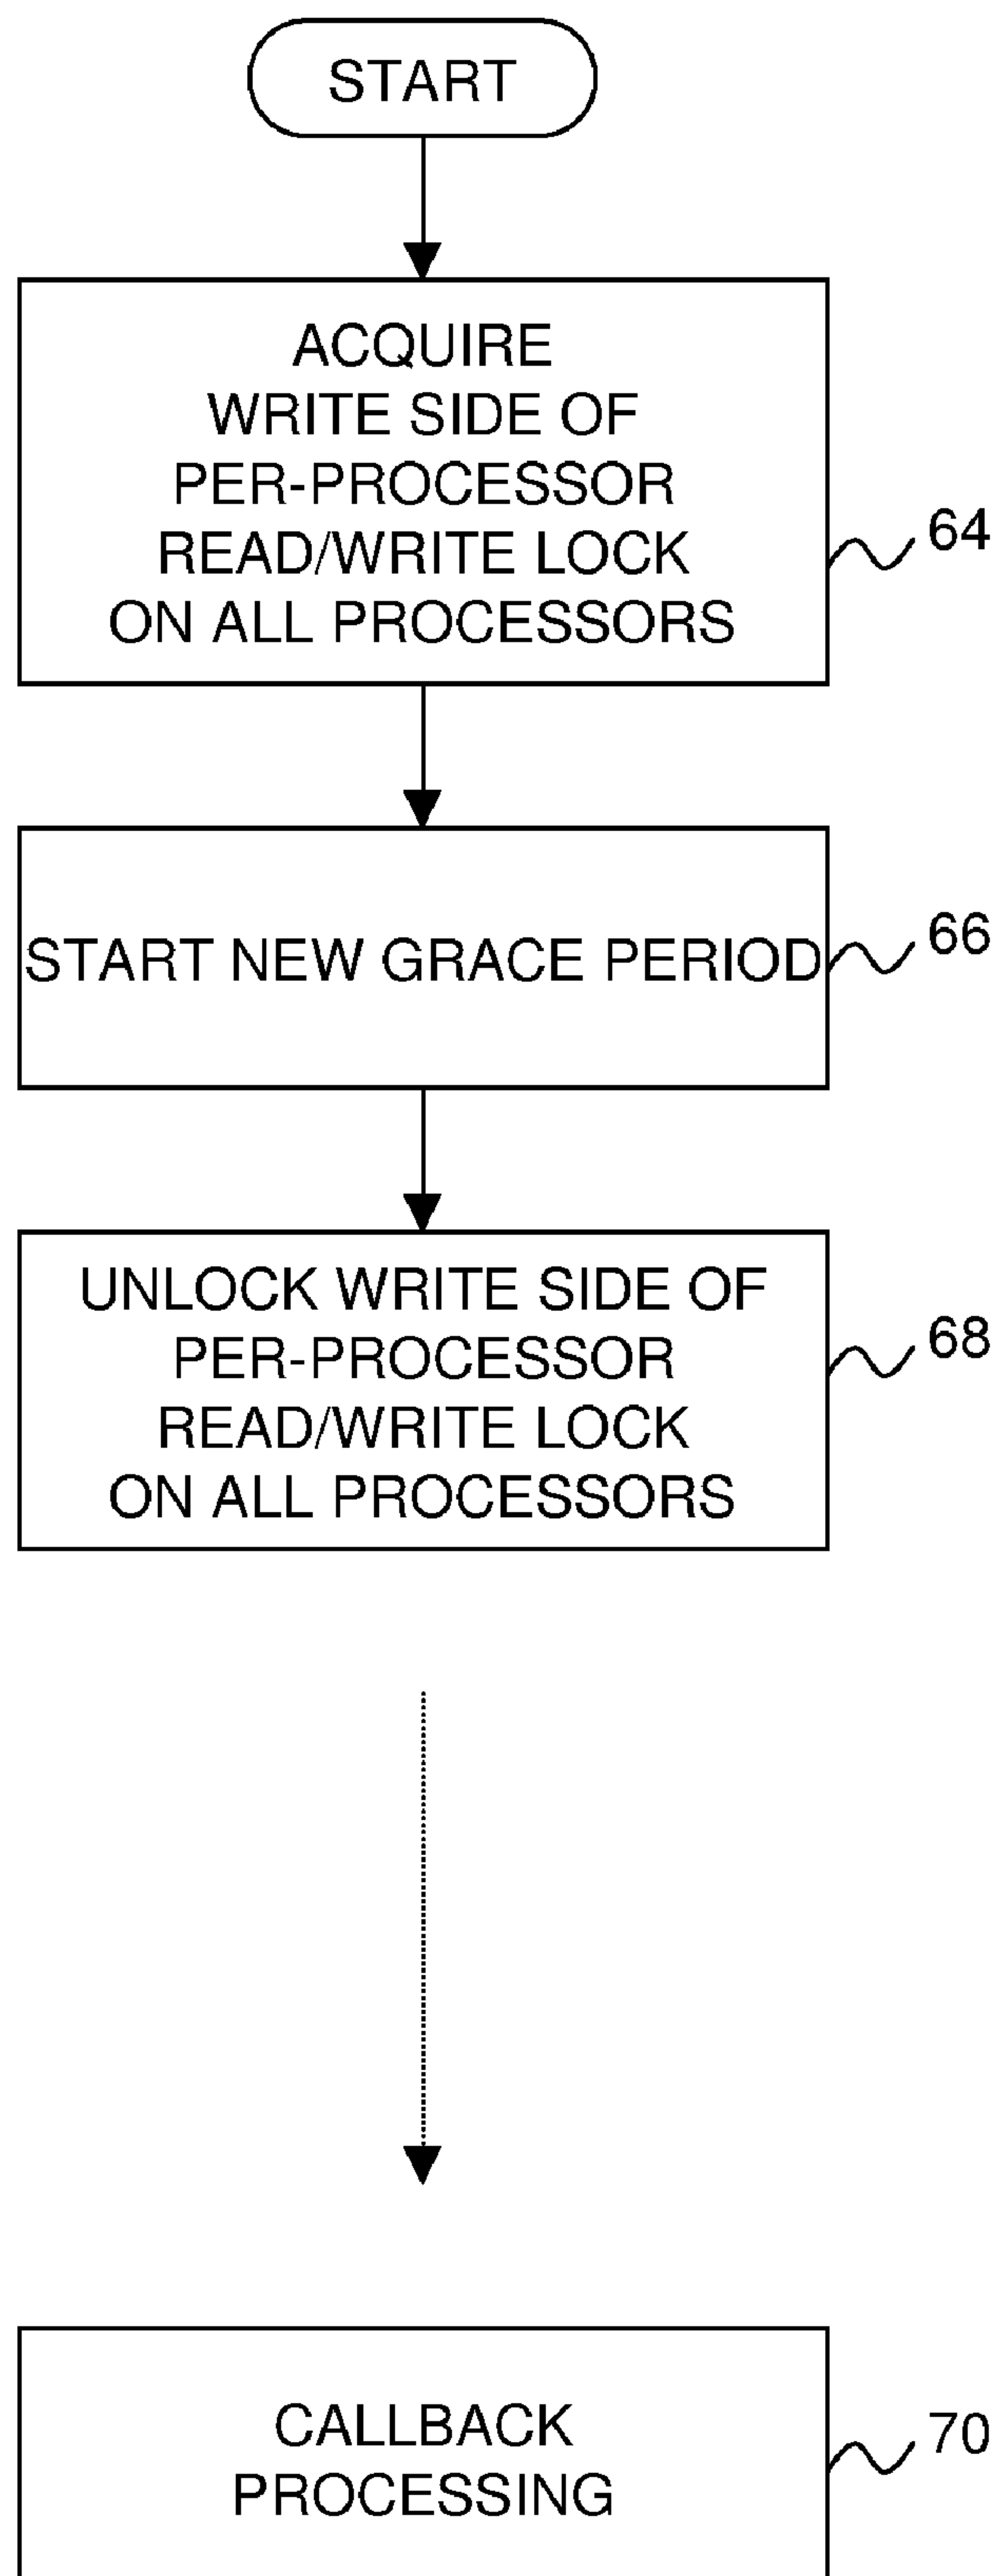 START
ACQUIRE
WRITE SIDE OF
PER-PROCESSOR
READ/WRITE LOCK
ON ALL PROCESSORS
64
START NEW GRACE PERIOD
66
UNLOCK WRITE SIDE OF
PER-PROCESSOR
READ/WRITE LOCK
ON ALL PROCESSORS
68
CALLBACK
PROCESSING
70